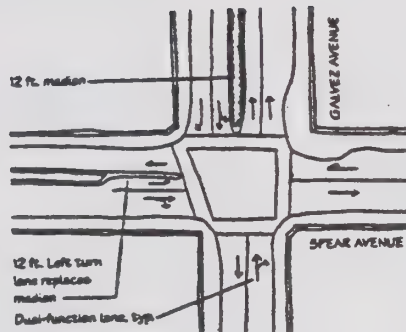 12 ft. median
GALVEZ AVENUE
SPEAR AVENUE
12 ft. Left turn
lane replaces
median
Dual-function lane, typ.